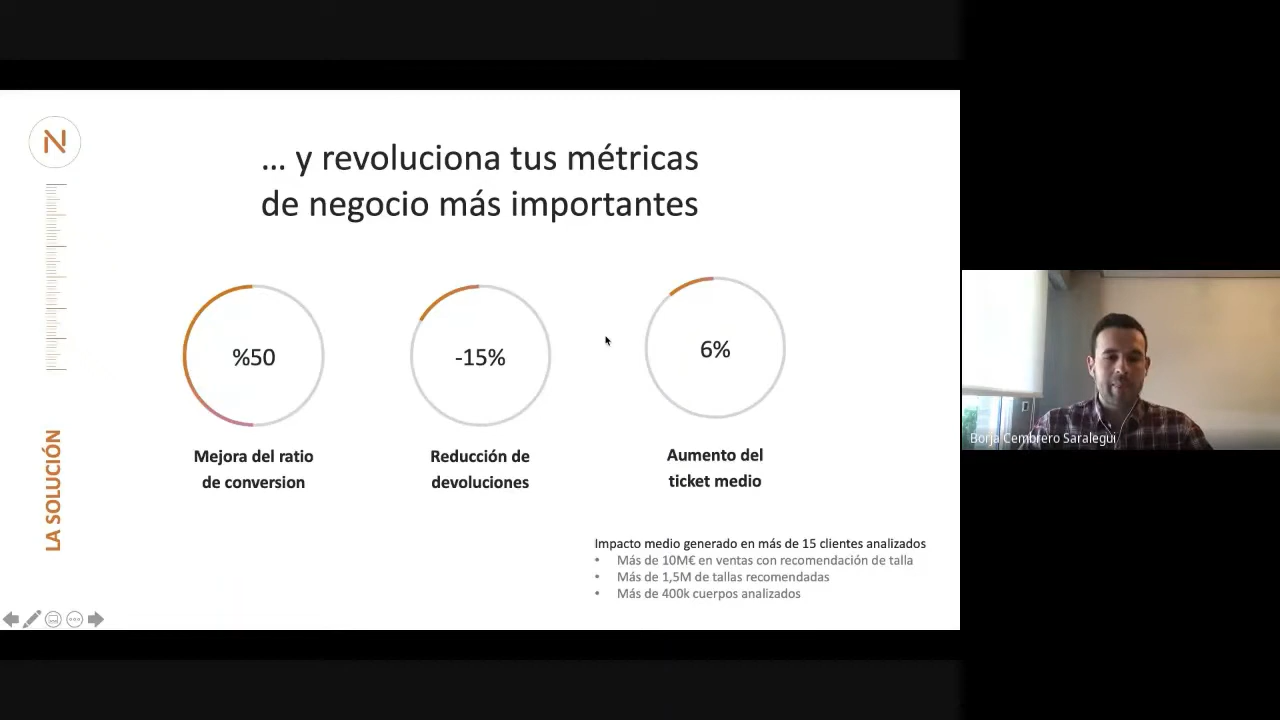 N
... y revoluciona tus métricas
de negocio más importantes
%50
-15%
6%
Mejora del ratio
de conversion
Reducción de
devoluciones
Aumento del
ticket medio
LA SOLUCIÓN
Impacto medio generado en más de 15 clientes analizados
• Más de 10M€ en ventas con recomendación de talla
• Más de 1,5M de tallas recomendadas
• Más de 400k cuerpos analizados
Borja Cembrero Saralegui